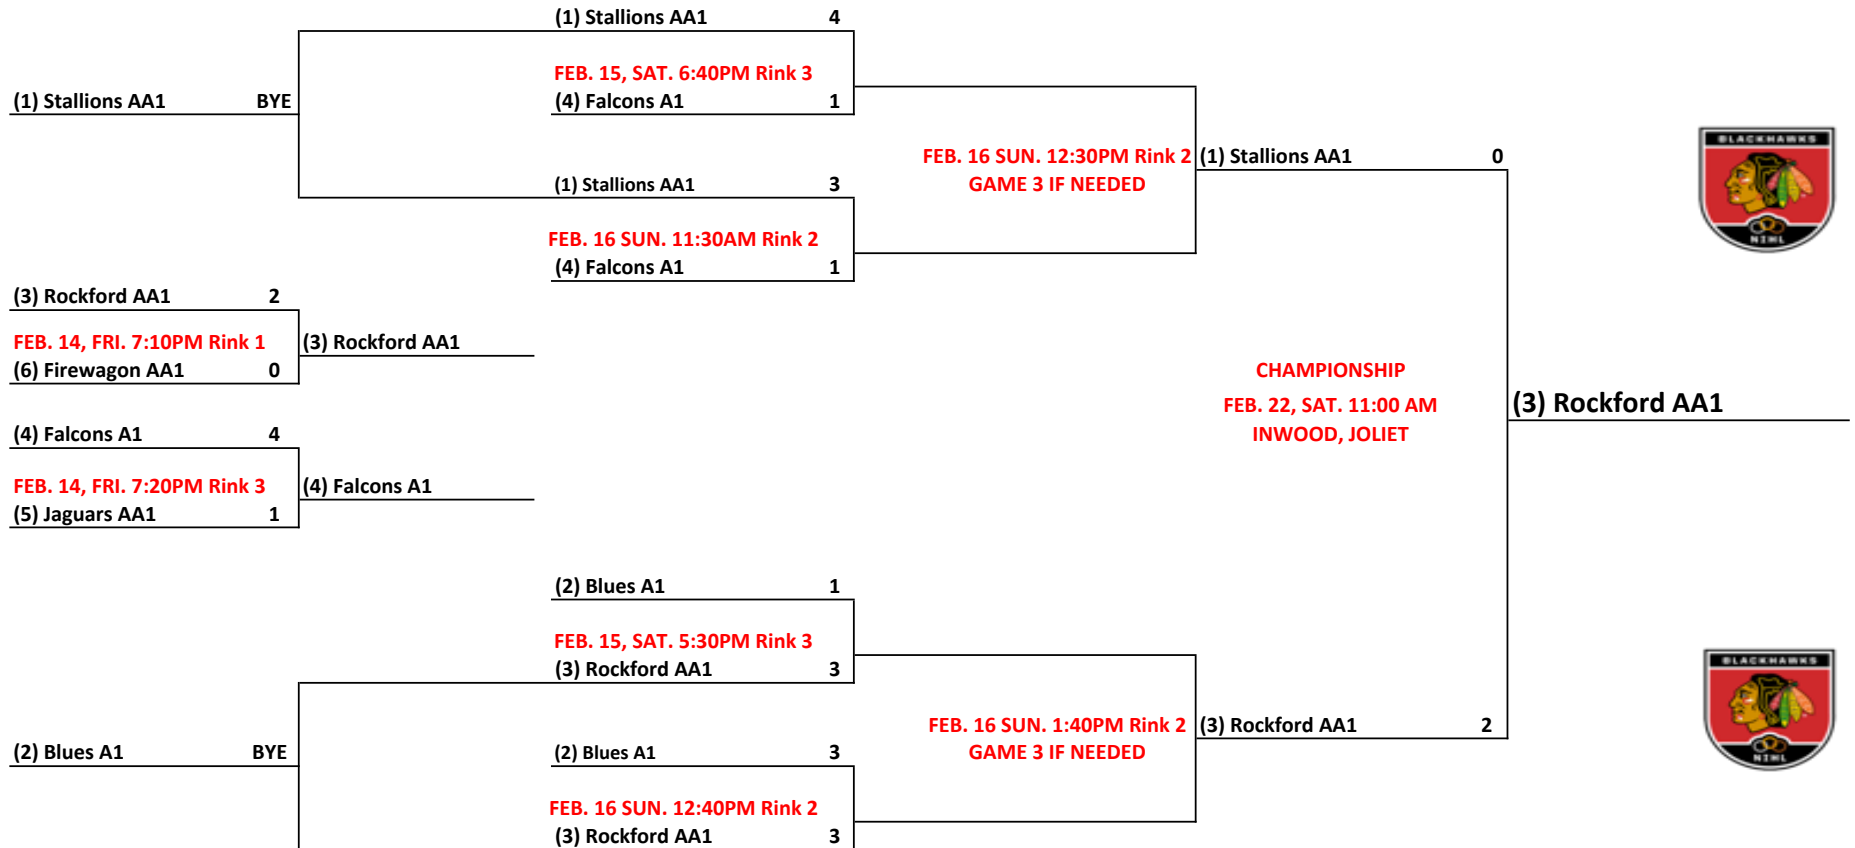 (1) Stallions AA1 4
FEB. 15, SAT. 6:40PM Rink 3
(1) Stallions AA1 BYE
(4) Falcons A1 1
BLACKHAWKS
FEB. 16 SUN. 12:30PM Rink 2
(1) Stallions AA1 0
GAME 3 IF NEEDED
(1) Stallions AA1 3
NIHL
FEB. 16 SUN. 11:30AM Rink 2
(4) Falcons A1 1
(3) Rockford AA1 2
FEB. 14, FRI. 7:10PM Rink 1
(3) Rockford AA1
(6) Firewagon AA1 0
CHAMPIONSHIP
FEB. 22, SAT. 11:00 AM
INWOOD, JOLIET
(3) Rockford AA1
(4) Falcons A1 4
FEB. 14, FRI. 7:20PM Rink 3
(4) Falcons A1
(5) Jaguars AA1 1
(2) Blues A1 1
FEB. 15, SAT. 5:30PM Rink 3
(3) Rockford AA1 3
BLACKHAWKS
FEB. 16 SUN. 1:40PM Rink 2
(3) Rockford AA1 2
GAME 3 IF NEEDED
(2) Blues A1 BYE
(2) Blues A1 3
NIHL
FEB. 16 SUN. 12:40PM Rink 2
(3) Rockford AA1 3